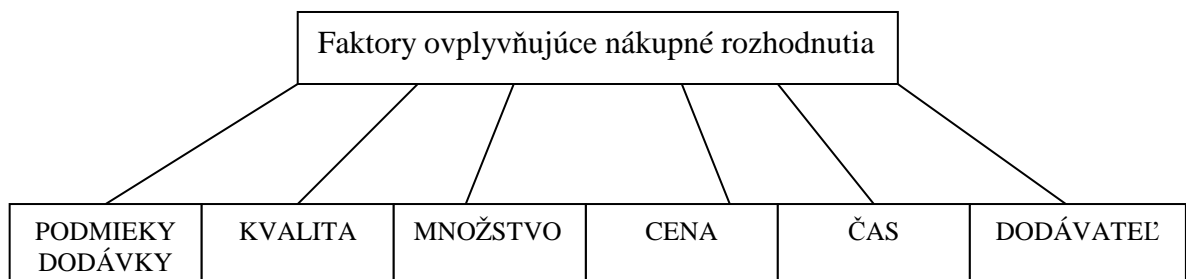 Faktory ovplyvňujúce nákupné rozhodnutia
PODMIEKY
DODÁVKY
KVALITA
MNOŽSTVO
CENA
ČAS
DODÁVATEĽ